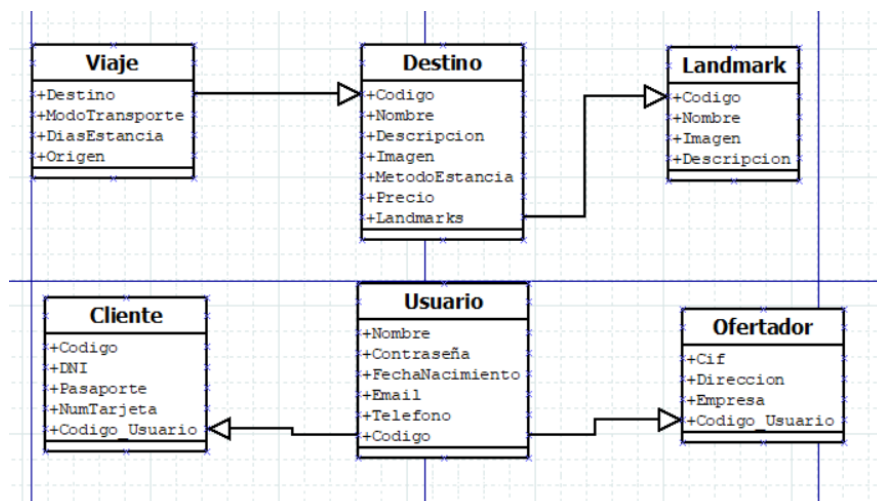 Viaje
+Destino
+ModoTransporte
+DiasEstancia
+Origen
Destino
+Codigo
+Nombre
+Descripcion
+Imagen
+MetodoEstancia
+Precio
+Landmarks
Landmark
+Codigo
+Nombre
+Imagen
+Descripcion
Cliente
+Codigo
+DNI
+Pasaporte
+NumTarjeta
+Codigo_Usuario
Usuario
+Nombre
+Contraseña
+FechaNacimiento
+Email
+Telefono
+Codigo
Ofertador
+Cif
+Direccion
+Empresa
+Codigo_Usuario